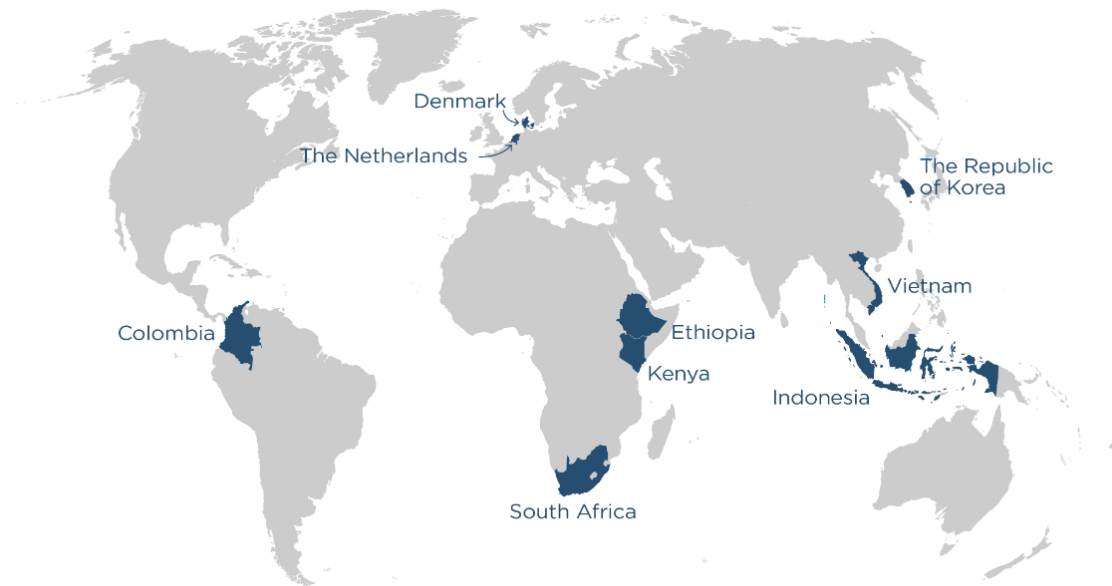 Denmark
The Netherlands
The Republic
of Korea
Vietnam
Colombia
Ethiopia
Kenya
Indonesia
South Africa